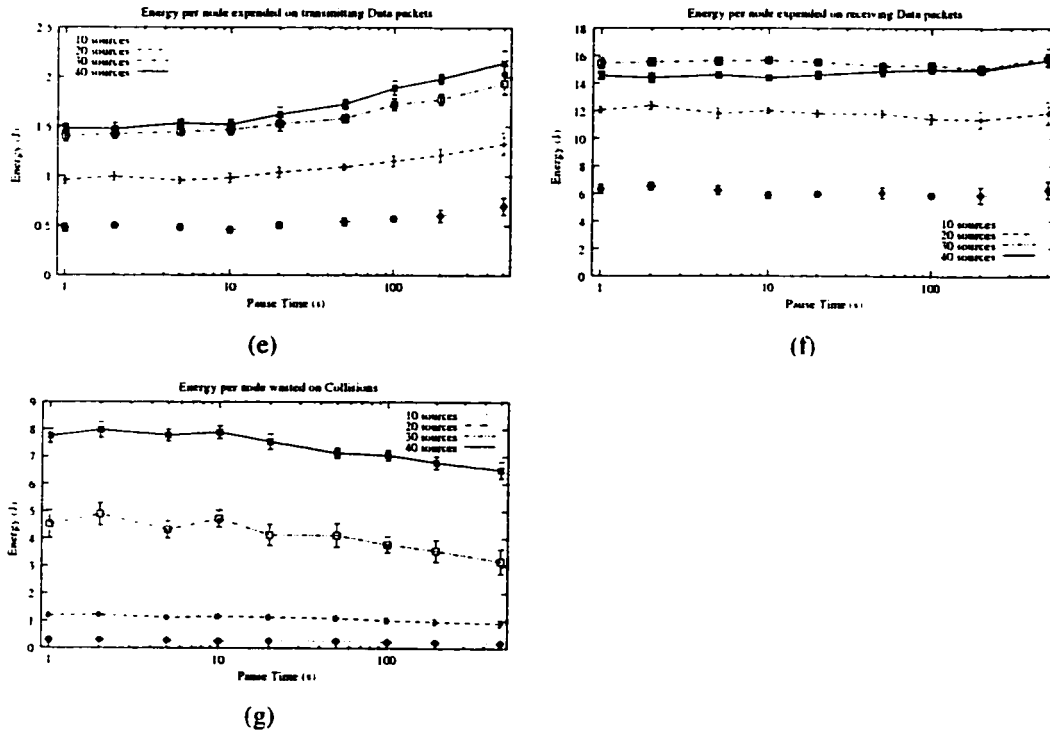 Energy per node expended on transmitting Data packets
2 5
2
1.5
1
0 5
0
Energy (J)
10 sources
20 sources
30 sources
40 sources
1
10
100
Pause Time (s)
(e)
Energy per node expended on receiving Data packets
18
16
14
12
10
8
6
4
2
0
Energy (J)
10 sources
20 sources
30 sources
40 sources
1
10
100
Pause Time (s)
(f)
Energy per node wasted on Collisions
9
8
7
6
5
4
3
2
1
0
Energy (J)
10 sources
20 sources
30 sources
40 sources
1
10
100
Pause Time (s)
(g)